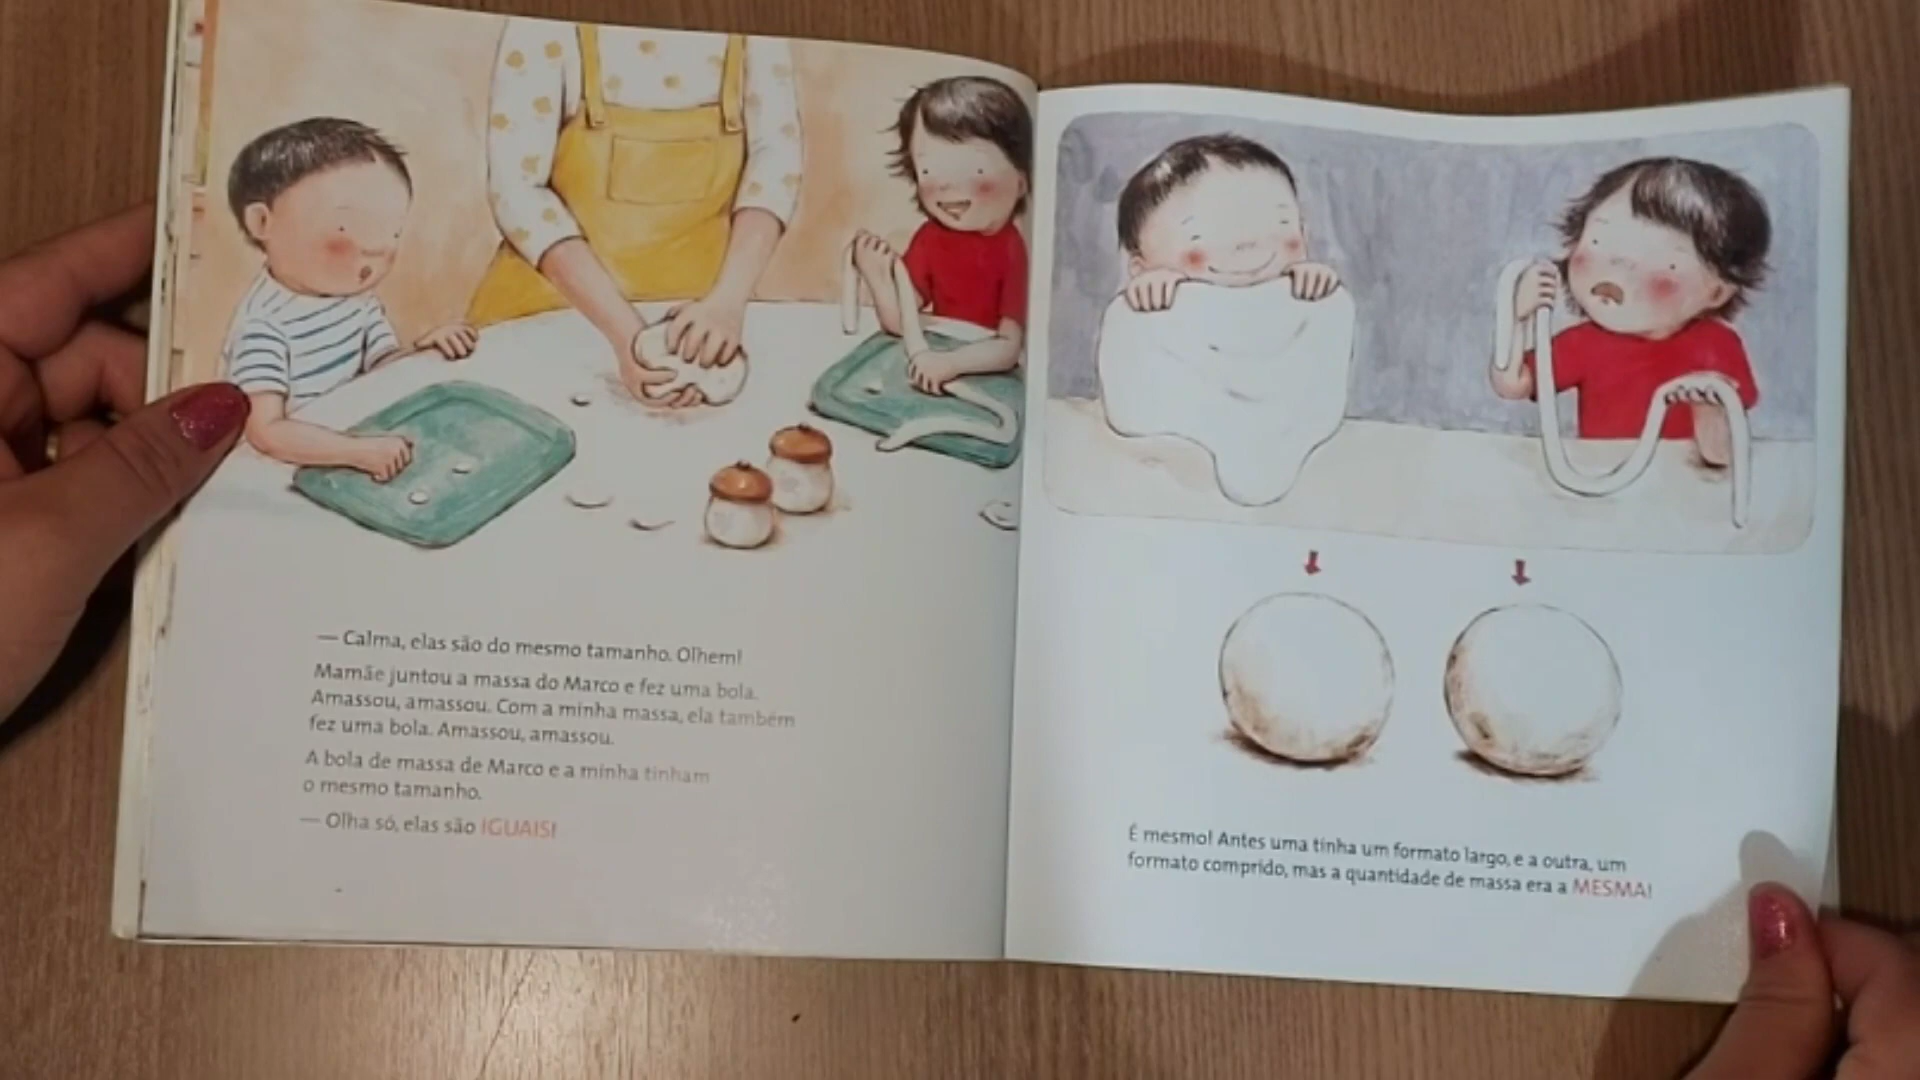 — Calma, elas são do mesmo tamanho. Olhem!
Mamãe juntou a massa do Marco e fez uma bola.
Amassou, amassou. Com a minha massa, ela também
fez uma bola. Amassou, amassou.
A bola de massa de Marco e a minha tinham
o mesmo tamanho.
— Olha só, elas são IGUAIS!
É mesmo! Antes uma tinha um formato largo, e a outra, um
formato comprido, mas a quantidade de massa era a MESMA!